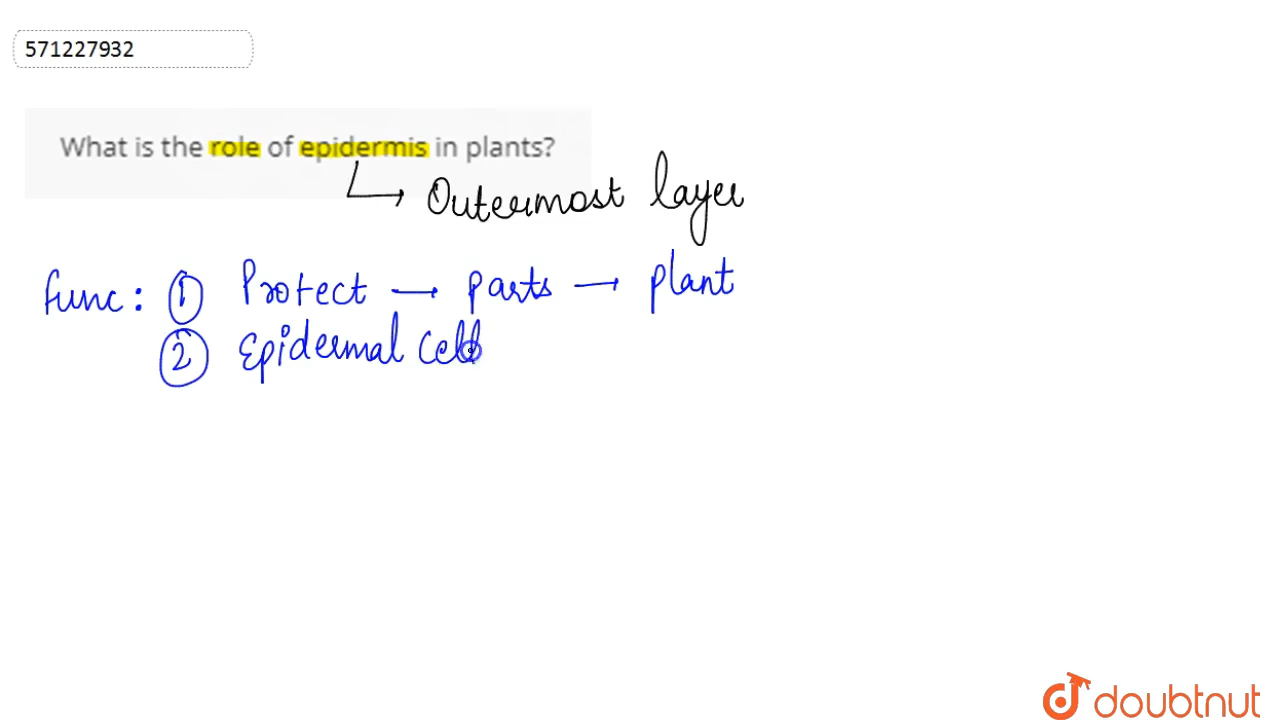 571227932
What is the role of epidermis in plants?
Outermost layer
func: ① Protect → parts → plant
② Epidermal cell
doubtnut